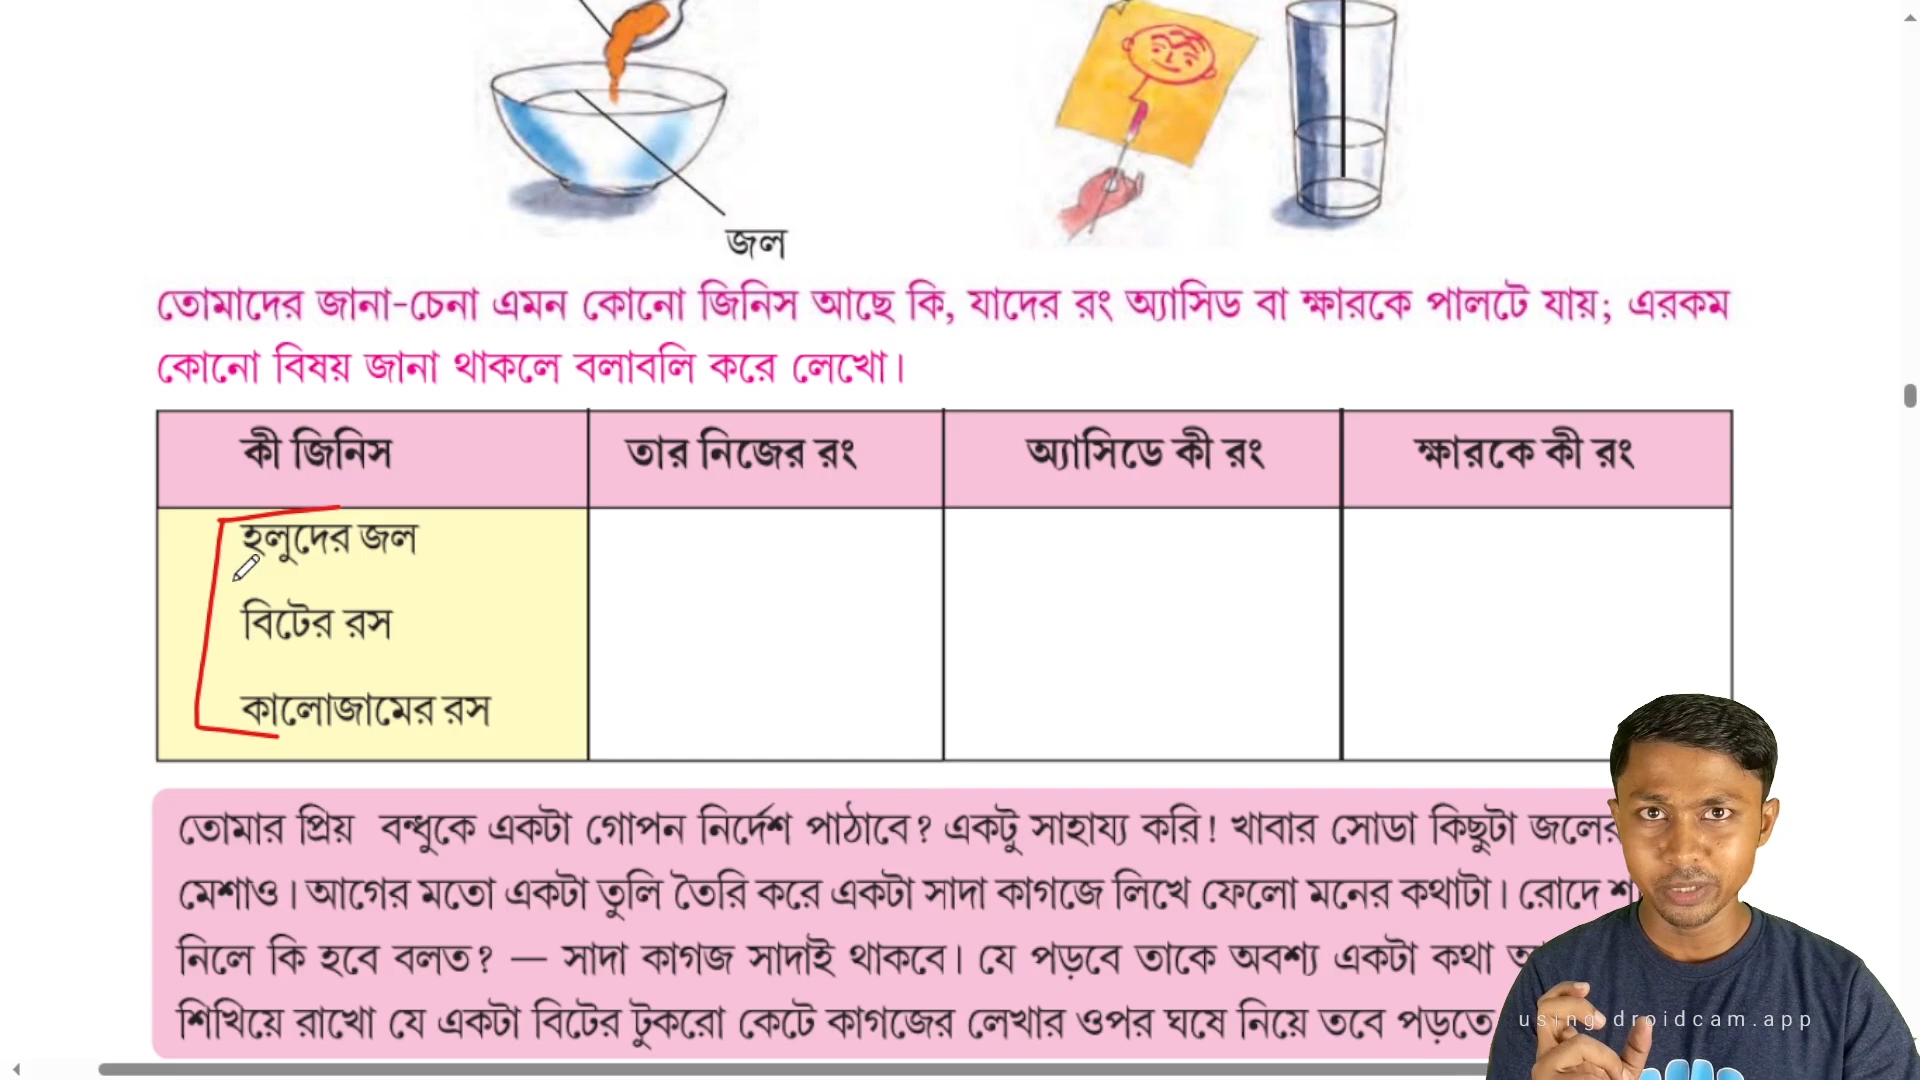 জল
তোমাদের জানা-চেনা এমন কোনো জিনিস আছে কি, যাদের রং অ্যাসিড বা ক্ষারকে পালটে যায়; এরকম
কোনো বিষয় জানা থাকলে বলাবলি করে লেখো।
কী জিনিস তার নিজের রং অ্যাসিডে কী রং ক্ষারকে কী রং
হলুদের জল
বিটের রস
কালোজামের রস
তোমার প্রিয় বন্ধুকে একটা গোপন নির্দেশ পাঠাবে? একটু সাহায্য করি! খাবার সোডা কিছুটা জলের
মেশাও। আগের মতো একটা তুলি তৈরি করে একটা সাদা কাগজে লিখে ফেলো মনের কথাটা। রোদে
নিলে কি হবে বলত? — সাদা কাগজ সাদাই থাকবে। যে পড়বে তাকে অবশ্য একটা কথা
শিখিয়ে রাখো যে একটা বিটের টুকরো কেটে কাগজের লেখার ওপর ঘষে নিয়ে তবে পড়তে
using droidcam.app